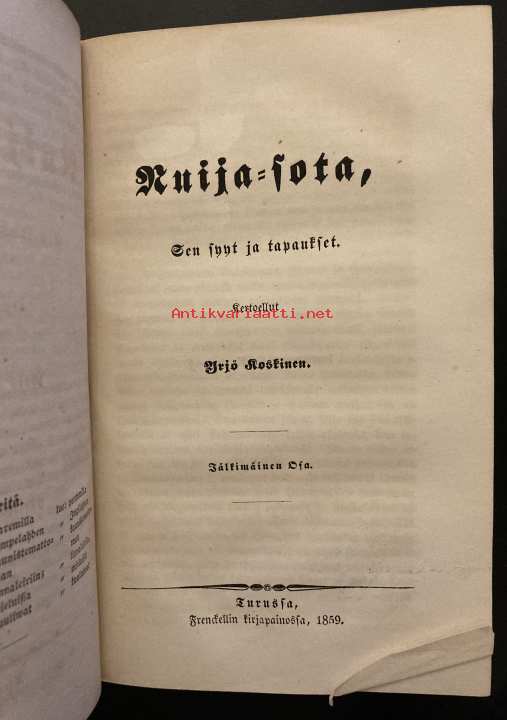 Nuija-sota,
Sen syyt ja tapaukset.
Kertoellut
Antikvariaatti.net
Yrjö Koskinen.
Jälkimäinen Osa.
Turussa,
Frenckellin kirjapainossa, 1859.